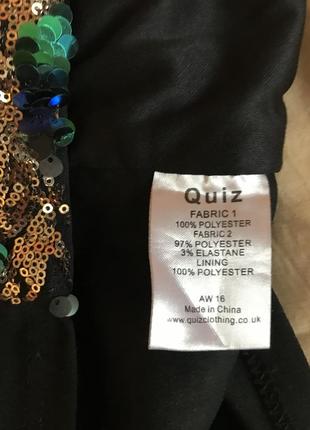 Quiz
FABRIC 1
100% POLYESTER
FABRIC 2
97% POLYESTER
3% ELASTANE
LINING
100% POLYESTER
AW 16
Made in China
www.quizclothing.co.uk